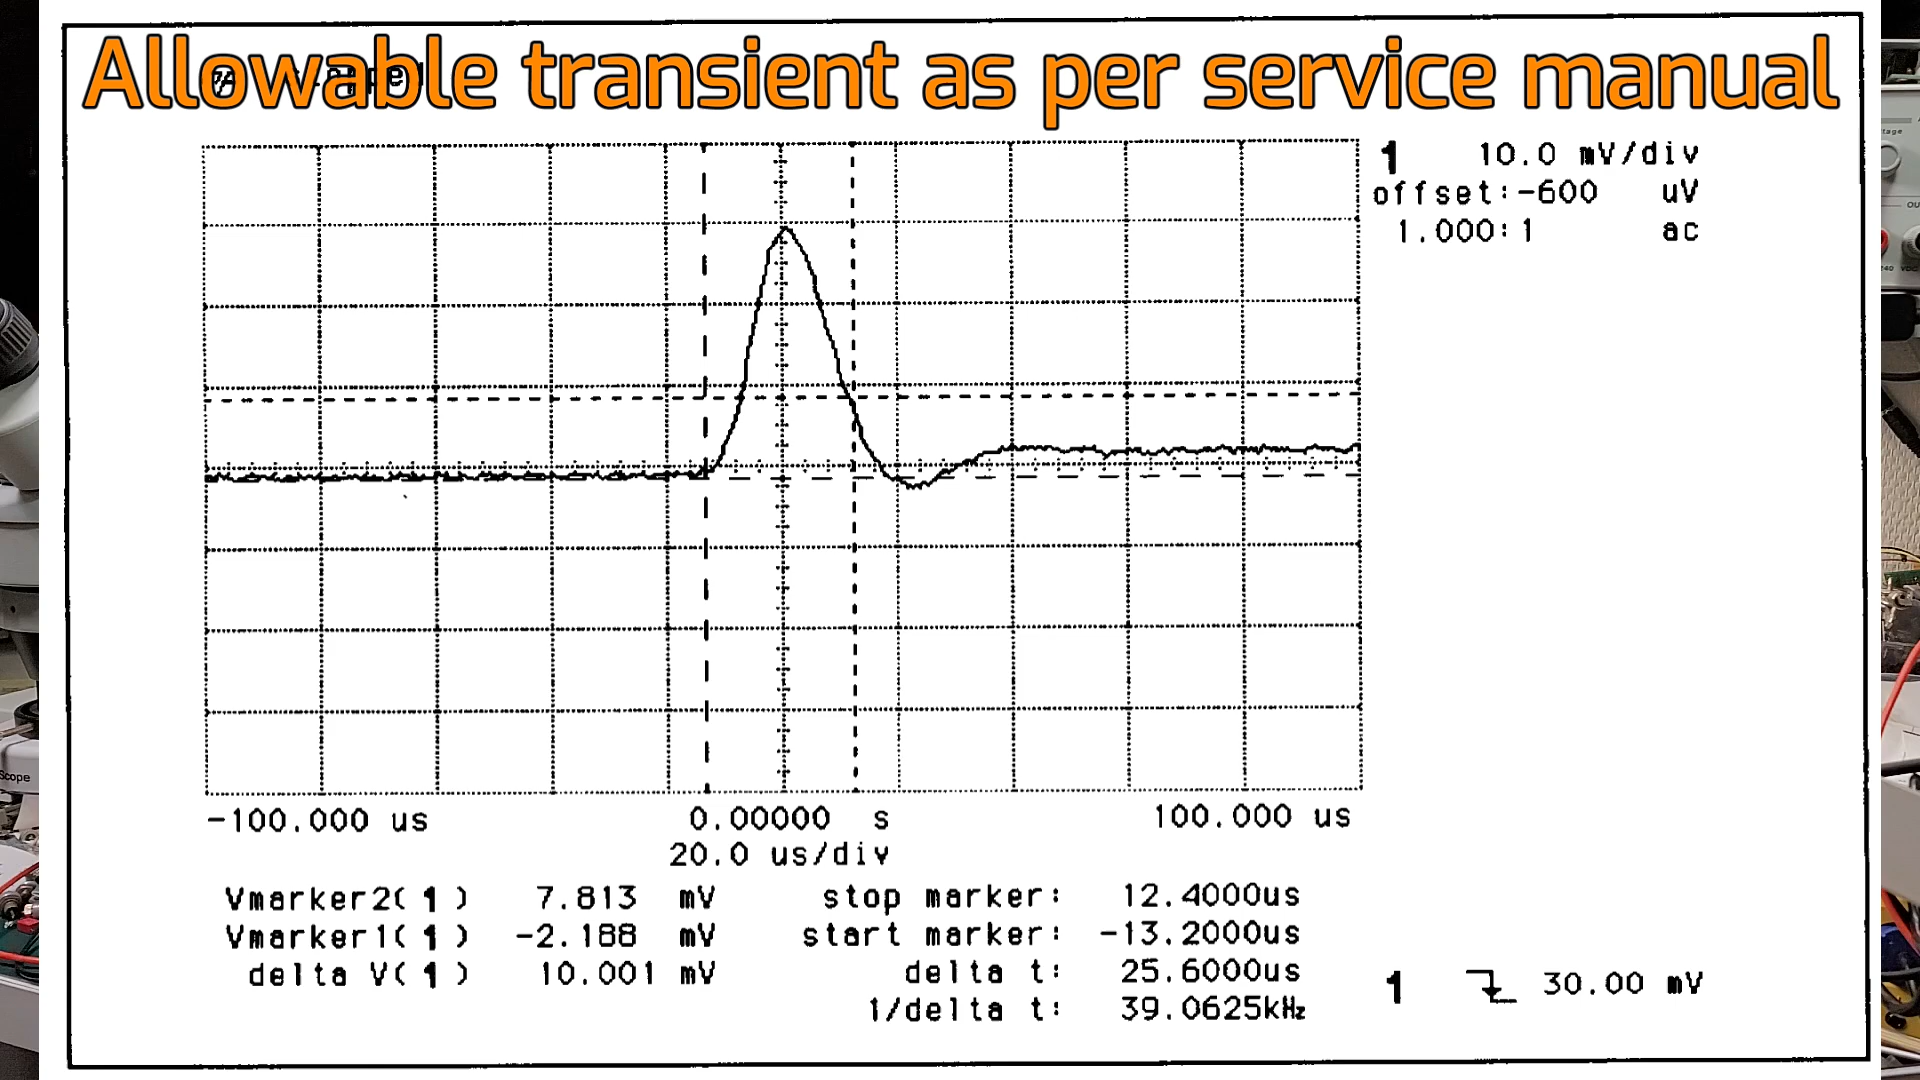 Allowable transient as per service manual
1 10.0 mV/div
offset:-600 uV
1.000:1 ac
-100.000 us 0.00000 s 100.000 us
20.0 us/div
Vmarker2( 1 ) 7.813 mV
Vmarker1( 1 ) -2.188 mV
delta V( 1 ) 10.001 mV
stop marker: 12.4000us
start marker: -13.2000us
delta t: 25.6000us
1/delta t: 39.0625kHz
1 30.00 mV
Scope